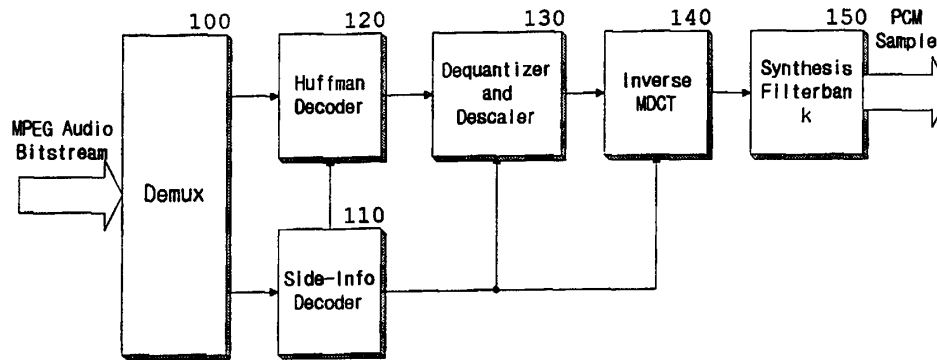 100
Demux
MPEG Audio
Bitstream
120
Huffman
Decoder
110
Side-Info
Decoder
130
Dequantizer
and
Descaler
140
Inverse
MDCT
150
Synthesis
Filterban
k
PCM
Sample